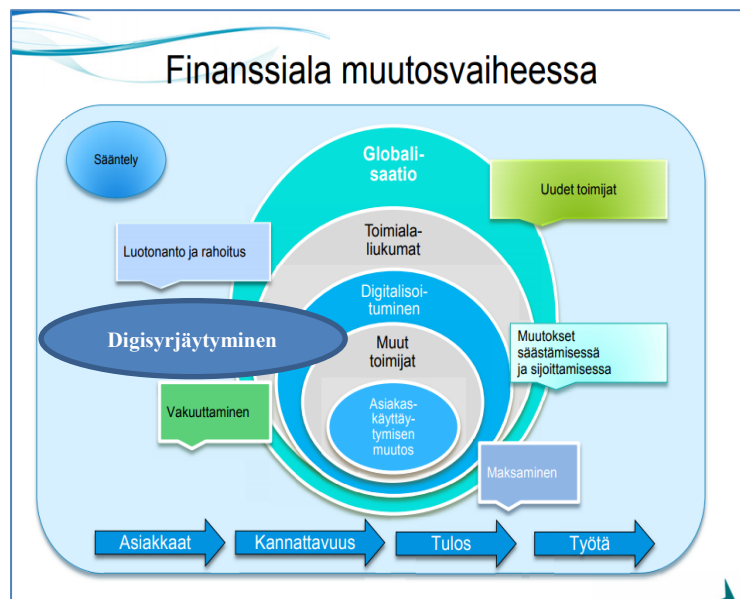 Finanssiala muutosvaiheessa
Sääntely
Globali-
saatio
Uudet toimijat
Toimiala-
liukumat
Luotonanto ja rahoitus
Digitalisoi-
tuminen
Digisyrjäytyminen
Muut
toimijat
Muutokset
säästämisessä
ja sijoittamisessa
Asiakas-
käyttäy-
tymisen
muutos
Vakuuttaminen
Maksaminen
Asiakkaat
Kannattavuus
Tulos
Työtä